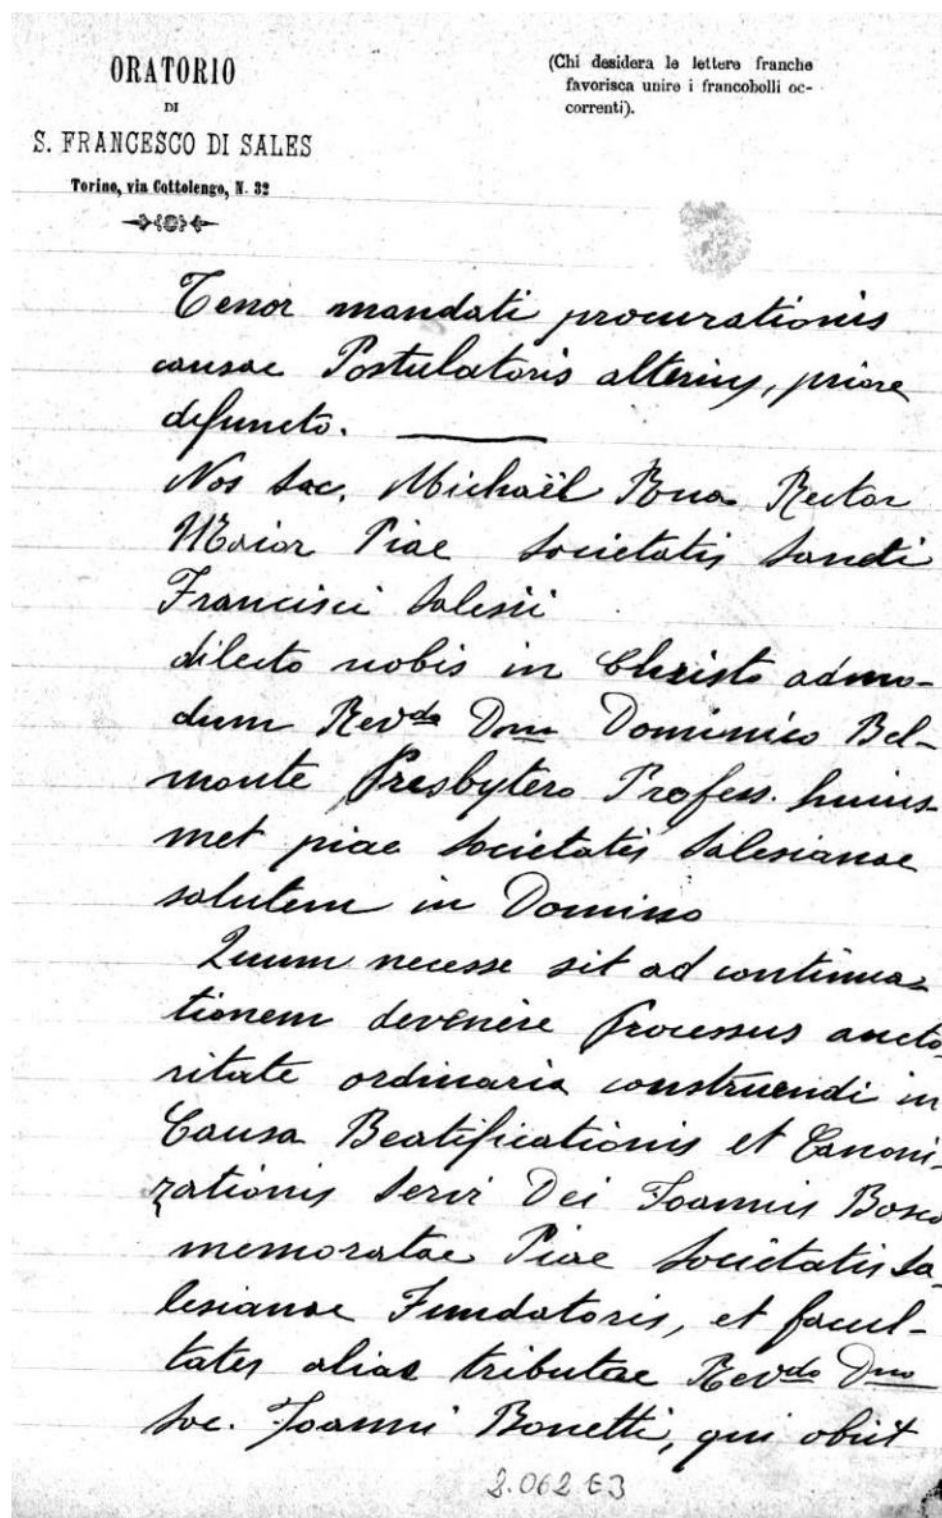 ORATORIO
DI
S. FRANCESCO DI SALES
Torino, via Cottolengo, N. 32
(Chi desidera le lettere franche
favorisca unire i francobolli oc-
correnti).
Tenor mandati procurationis
causae Postulatoris alterius, priore
defuncto.
Nos Sac. Michaël Rua Rector
Maior Piae Societatis Sancti
Francisci Salesii
dilecto nobis in Christo admo-
dum Revdo Dno Dominico Bel-
monte Presbytero Profess. huius
met piae Societatis Salesianae
salutem in Domino
Quum necesse sit ad continua-
tionem devenire processus aucto-
ritate ordinaria construendi in
Causa Beatificationis et Canoni-
zationis Servi Dei Joannis Bosco
memoratae Piae Societatis Sa-
lesianae Fundatoris, et facul-
tates alias tributae Revdo Dno
Sac. Joanni Bonetti, qui obiit
2.062 E3